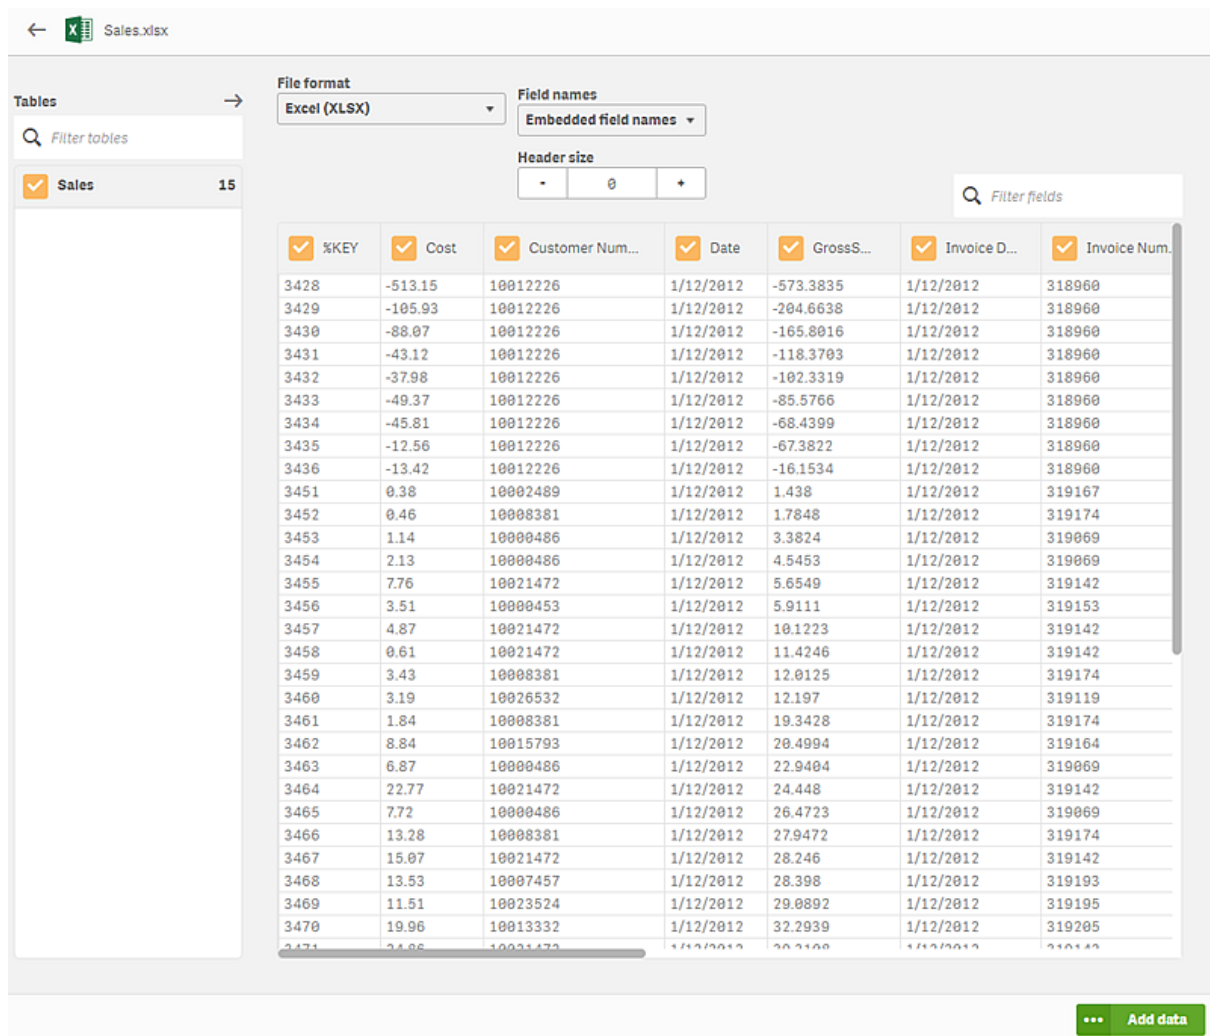 Sales.xlsx
File format
Tables
Field names
Excel (XLSX)
Embedded field names
Filter tables
Header size
Sales 15
- 0 +
Filter fields
%KEY Cost Customer Num... Date GrossS... Invoice D... Invoice Num.
3428 -513.15 10012226 1/12/2012 -573.3835 1/12/2012 318960
3429 -105.93 10012226 1/12/2012 -204.6638 1/12/2012 318960
3430 -88.07 10012226 1/12/2012 -165.8016 1/12/2012 318960
3431 -43.12 10012226 1/12/2012 -118.3703 1/12/2012 318960
3432 -37.98 10012226 1/12/2012 -102.3319 1/12/2012 318960
3433 -49.37 10012226 1/12/2012 -85.5766 1/12/2012 318960
3434 -45.81 10012226 1/12/2012 -68.4399 1/12/2012 318960
3435 -12.56 10012226 1/12/2012 -67.3822 1/12/2012 318960
3436 -13.42 10012226 1/12/2012 -16.1534 1/12/2012 318960
3451 0.38 10002489 1/12/2012 1.438 1/12/2012 319167
3452 0.46 10008381 1/12/2012 1.7848 1/12/2012 319174
3453 1.14 10000486 1/12/2012 3.3824 1/12/2012 319069
3454 2.13 10000486 1/12/2012 4.5453 1/12/2012 319069
3455 7.76 10021472 1/12/2012 5.6549 1/12/2012 319142
3456 3.51 10000453 1/12/2012 5.9111 1/12/2012 319153
3457 4.87 10021472 1/12/2012 10.1223 1/12/2012 319142
3458 0.61 10021472 1/12/2012 11.4246 1/12/2012 319142
3459 3.43 10008381 1/12/2012 12.0125 1/12/2012 319174
3460 3.19 10026532 1/12/2012 12.197 1/12/2012 319119
3461 1.84 10008381 1/12/2012 19.3428 1/12/2012 319174
3462 8.84 10015793 1/12/2012 20.4994 1/12/2012 319164
3463 6.87 10000486 1/12/2012 22.9404 1/12/2012 319069
3464 22.77 10021472 1/12/2012 24.448 1/12/2012 319142
3465 7.72 10000486 1/12/2012 26.4723 1/12/2012 319069
3466 13.28 10008381 1/12/2012 27.9472 1/12/2012 319174
3467 15.07 10021472 1/12/2012 28.246 1/12/2012 319142
3468 13.53 10007457 1/12/2012 28.398 1/12/2012 319193
3469 11.51 10023524 1/12/2012 29.0892 1/12/2012 319195
3470 19.96 10013332 1/12/2012 32.2939 1/12/2012 319205
Add data